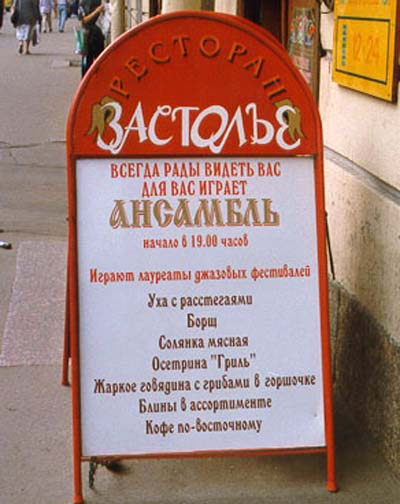 РЕСТОРАН
ЗАСТОЛЬЕ
ВСЕГДА РАДЫ ВИДЕТЬ ВАС
ДЛЯ ВАС ИГРАЕТ
АНСАМБЛЬ
начало в 19.00 часов
Играют лауреаты джазовых фестивалей
Уха с расстегаями
Борщ
Солянка мясная
Осетрина "Гриль"
Жаркое говядина с грибами в горшочке
Блины в ассортименте
Кофе по-восточному
12-24